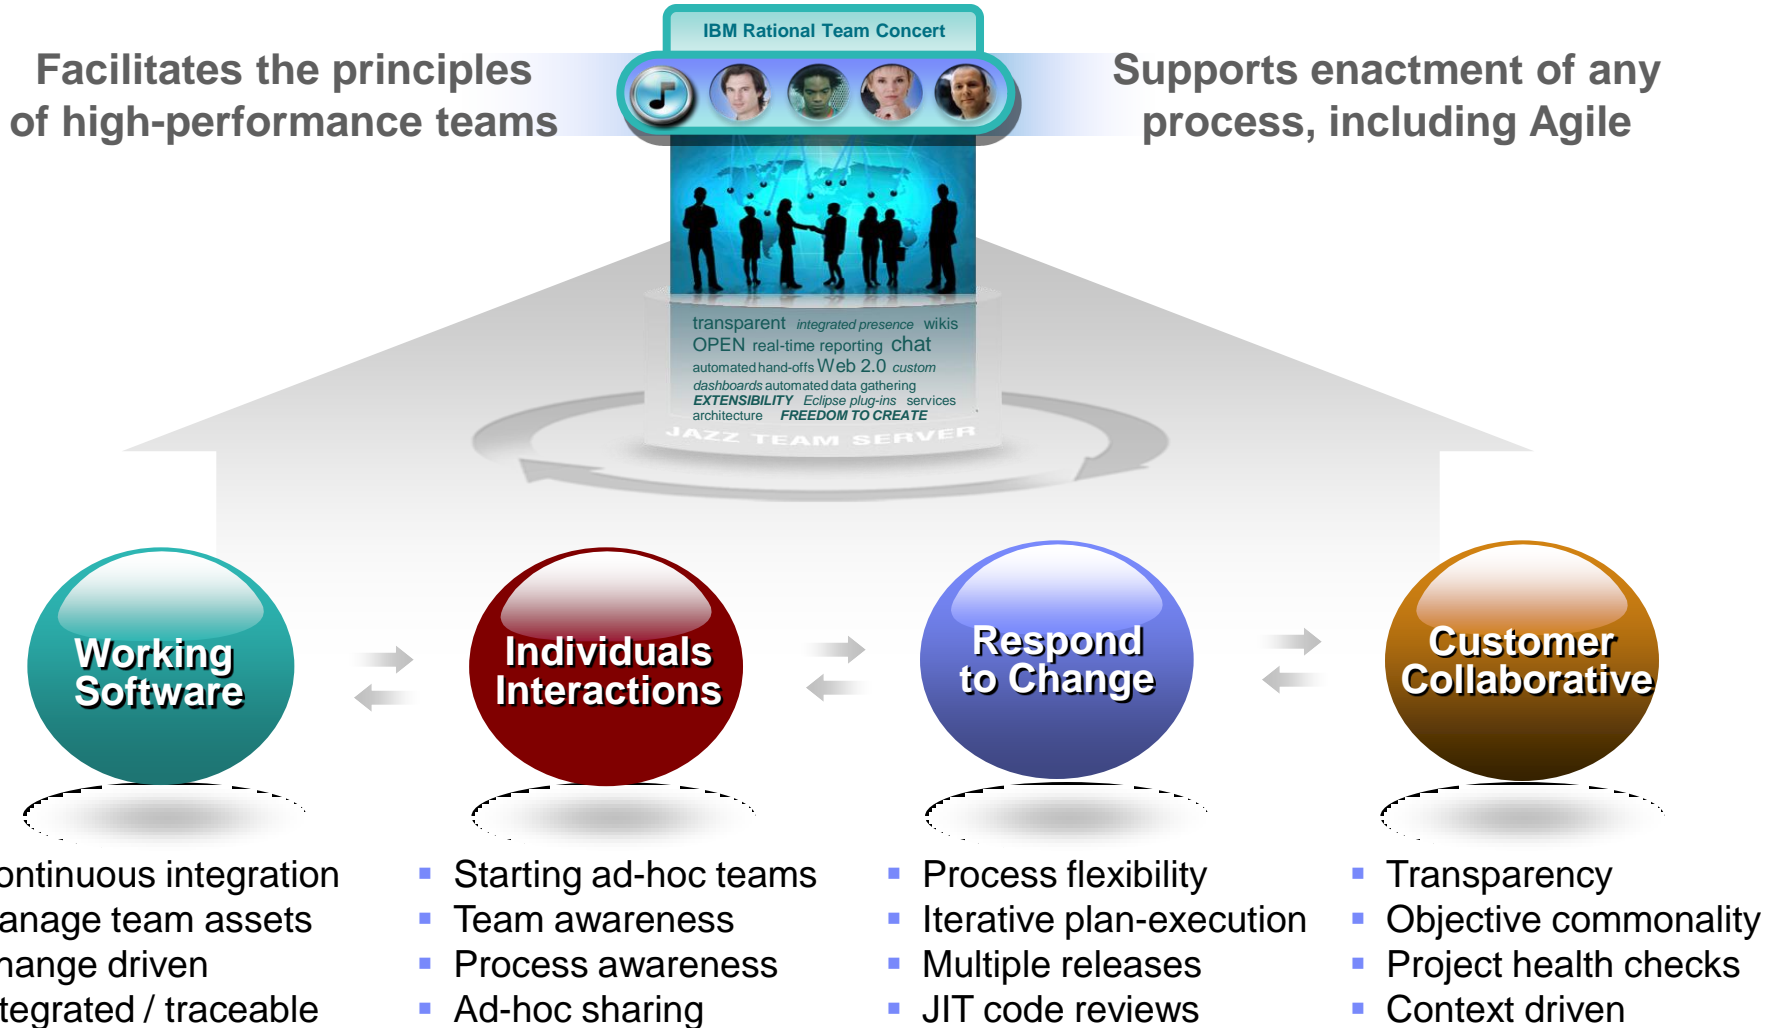 IBM Rational Team Concert
Facilitates the principles
of high-performance teams
Supports enactment of any
process, including Agile
transparent integrated presence wikis
OPEN real-time reporting chat
automated hand-offs Web 2.0 custom
dashboards automated data gathering
EXTENSIBILITY Eclipse plug-ins services
architecture FREEDOM TO CREATE
JAZZ TEAM SERVER
Working
Software
Individuals
Interactions
Respond
to Change
Customer
Collaborative
ontinuous integration
anage team assets
hange driven
tegrated / traceable
Starting ad-hoc teams
Team awareness
Process awareness
Ad-hoc sharing
Process flexibility
Iterative plan-execution
Multiple releases
JIT code reviews
Transparency
Objective commonality
Project health checks
Context driven